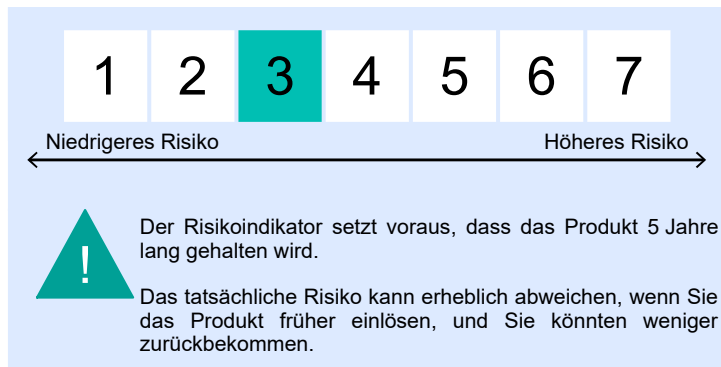 1 2 3 4 5 6 7
Niedrigeres Risiko Höheres Risiko
!
Der Risikoindikator setzt voraus, dass das Produkt 5 Jahre
lang gehalten wird.
Das tatsächliche Risiko kann erheblich abweichen, wenn Sie
das Produkt früher einlösen, und Sie könnten weniger
zurückbekommen.